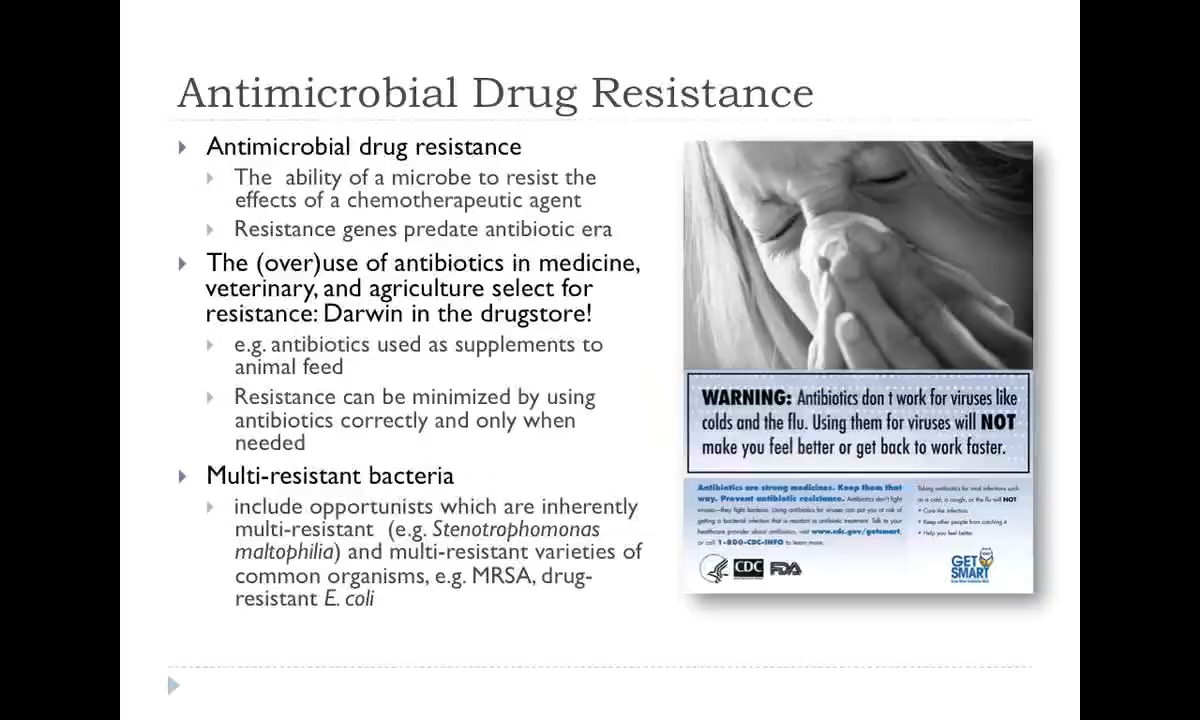 Antimicrobial Drug Resistance
Antimicrobial drug resistance
The ability of a microbe to resist the
effects of a chemotherapeutic agent
Resistance genes predate antibiotic era
The (over)use of antibiotics in medicine,
veterinary, and agriculture select for
resistance: Darwin in the drugstore!
e.g. antibiotics used as supplements to
animal feed
Resistance can be minimized by using
antibiotics correctly and only when
needed
Multi-resistant bacteria
include opportunists which are inherently
multi-resistant (e.g. Stenotrophomonas
maltophilia) and multi-resistant varieties of
common organisms, e.g. MRSA, drug-
resistant E. coli
WARNING: Antibiotics don t work for viruses like
colds and the flu. Using them for viruses will NOT
make you feel better or get back to work faster.
Antibiotics are strong medicines. Keep them that
way. Prevent antibiotic resistance. Antibiotics don't fight
viruses—they fight bacteria. Using antibiotics for viruses can put you at risk of
getting a bacterial infection that is resistant to antibiotic treatment. Talk to your
healthcare provider about antibiotics, visit www.cdc.gov/getsmart,
or call 1-800-CDC-INFO to learn more.
Taking antibiotics for viral infections such
as a cold, a cough, or the flu will NOT
• Cure the infection
• Keep other people from catching it
• Help you feel better
CDC
FDA
GET
SMART